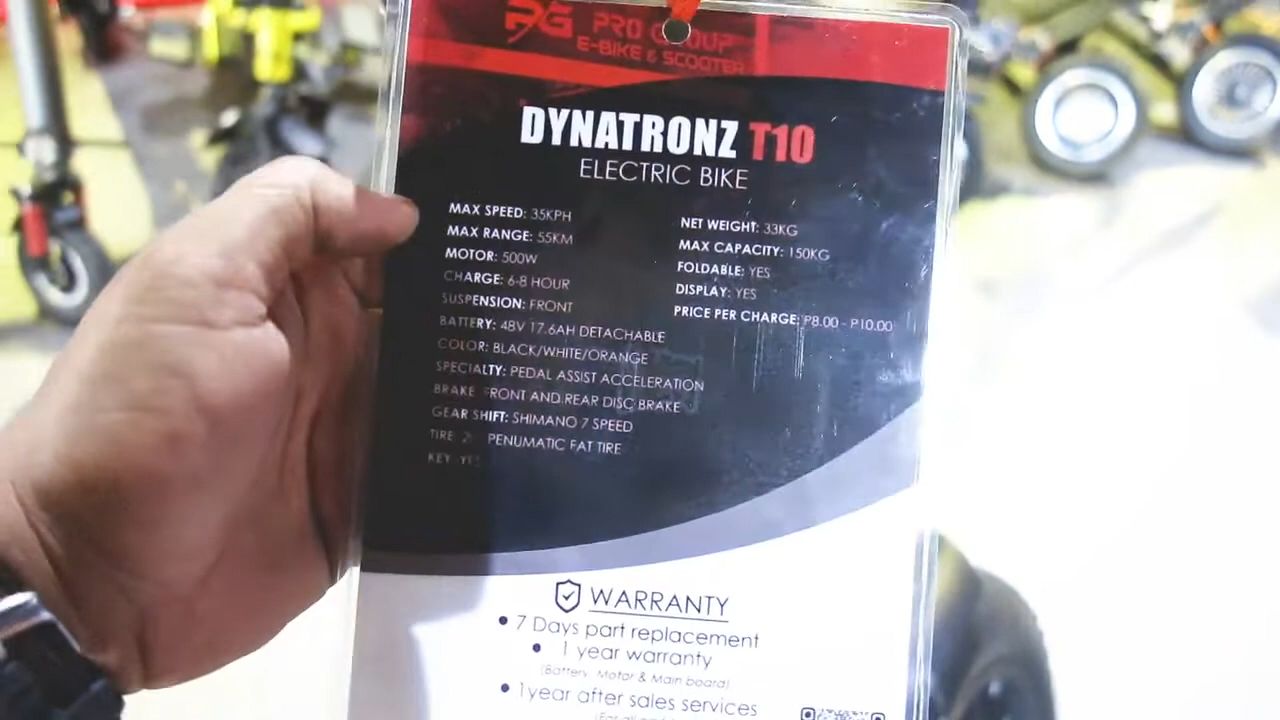 PG PRO GROUP
E-BIKE & SCOOTER
DYNATRONZ T10
ELECTRIC BIKE
MAX SPEED: 35KPH
MAX RANGE: 55KM
MOTOR: 500W
CHARGE: 6-8 HOUR
SUSPENSION: FRONT
BATTERY: 48V 17.6AH DETACHABLE
COLOR: BLACK/WHITE/ORANGE
SPECIALTY: PEDAL ASSIST ACCELERATION
BRAKE FRONT AND REAR DISC BRAKE
GEAR SHIFT: SHIMANO 7 SPEED
TIRE PENUMATIC FAT TIRE
KEY YES
NET WEIGHT: 33KG
MAX CAPACITY: 150KG
FOLDABLE: YES
DISPLAY: YES
PRICE PER CHARGE: P8.00 - P10.00
WARRANTY
• 7 Days part replacement
• 1 year warranty
(Battery, Motor & Main board)
• 1year after sales services